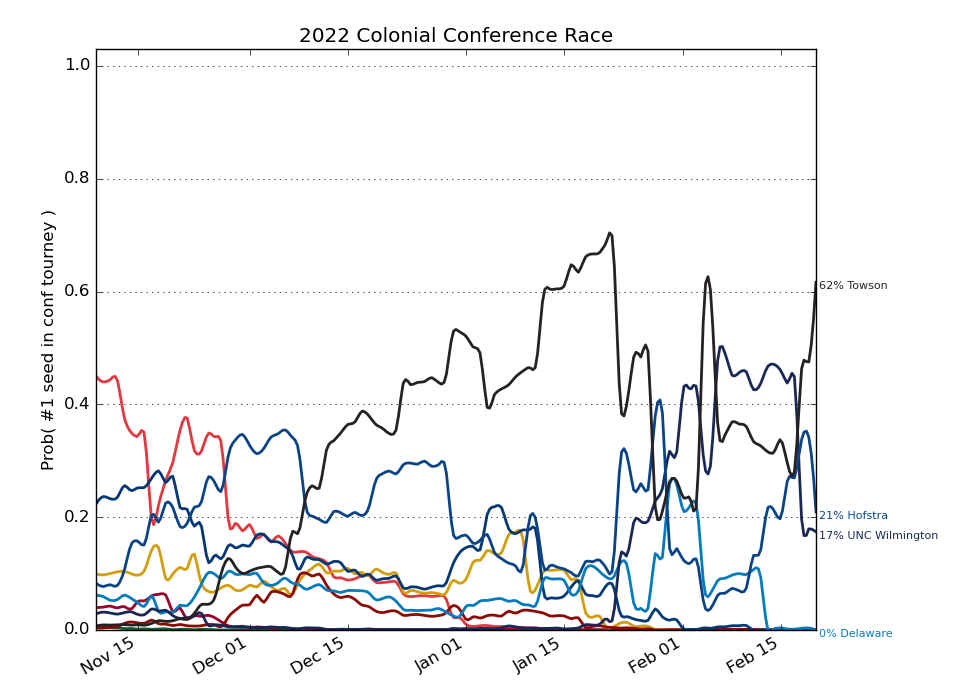 2022 Colonial Conference Race
Prob( #1 seed in conf tourney )
1.0
0.8
0.6
0.4
0.2
0.0
62% Towson
21% Hofstra
17% UNC Wilmington
0% Delaware
Nov 15
Dec 01
Dec 15
Jan 01
Jan 15
Feb 01
Feb 15